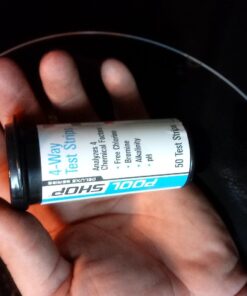 4-Way
Test Strips
Analyzes 4
Chemical Factors
• Free Chlorine
• Bromine
• Alkalinity
• pH
POOL
SHOP
DELUXE SERIES
50 Test Strips